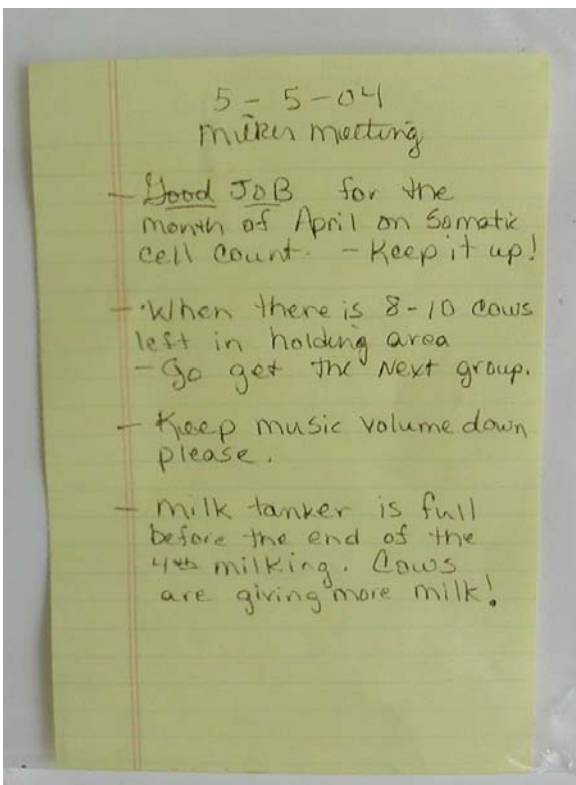 5 - 5 - 04
milker meeting
- Good JOB for the
month of April on Somatic
cell count. - Keep it up!
- When there is 8-10 cows
left in holding area
- Go get the Next group.
- Keep music volume down
please.
- milk tanker is full
before the end of the
4th milking. Cows
are giving more milk!